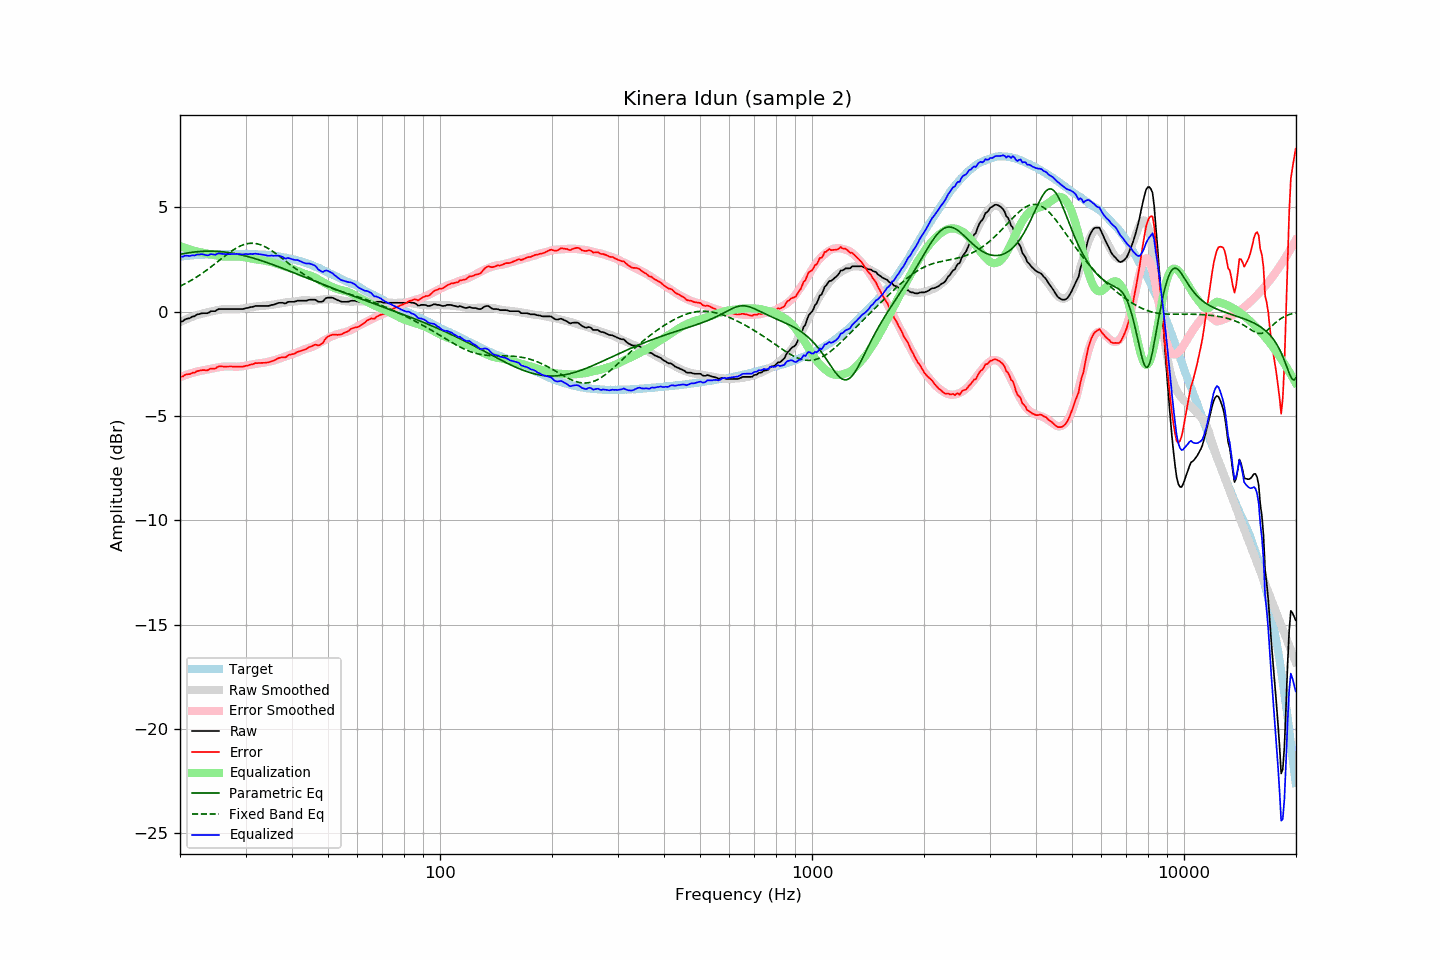 Kinera Idun (sample 2)
Amplitude (dBr)
5
0
−5
−10
−15
−20
−25
Target
Raw Smoothed
Error Smoothed
Raw
Error
Equalization
Parametric Eq
Fixed Band Eq
Equalized
100
1000
10000
Frequency (Hz)